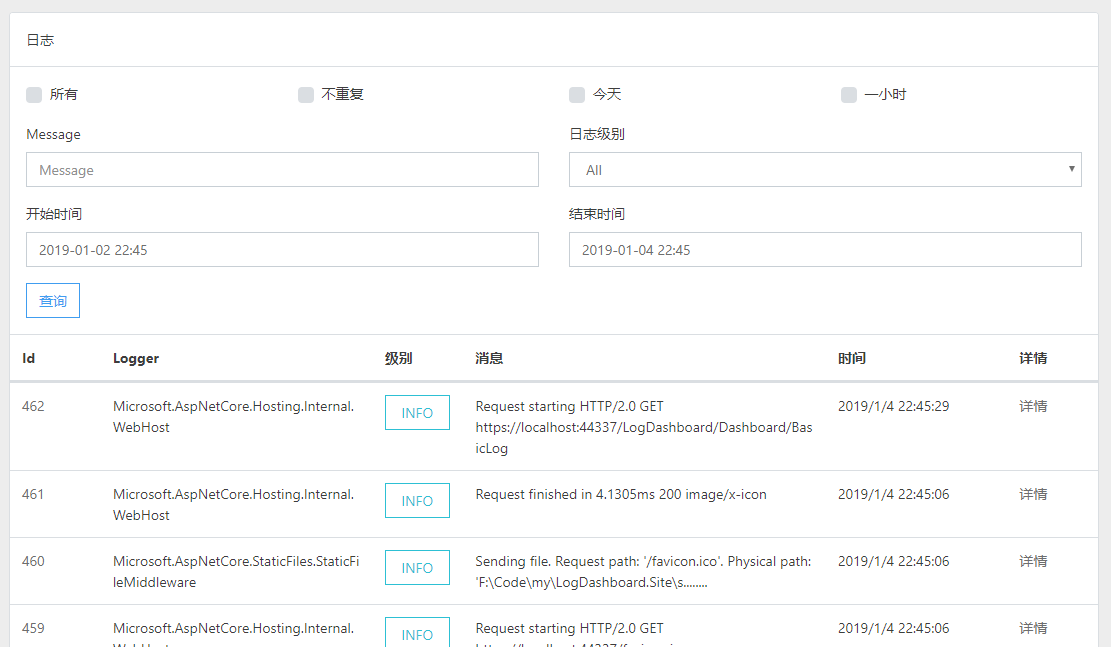 日志
所有 不重复 今天 一小时
Message 日志级别
Message All
开始时间 结束时间
2019-01-02 22:45 2019-01-04 22:45
查询
Id Logger 级别 消息 时间 详情
462 Microsoft.AspNetCore.Hosting.Internal. INFO Request starting HTTP/2.0 GET 2019/1/4 22:45:29 详情
WebHost https://localhost:44337/LogDashboard/Dashboard/Bas
icLog
461 Microsoft.AspNetCore.Hosting.Internal. INFO Request finished in 4.1305ms 200 image/x-icon 2019/1/4 22:45:06 详情
WebHost
460 Microsoft.AspNetCore.StaticFiles.StaticFi INFO Sending file. Request path: '/favicon.ico'. Physical path: 2019/1/4 22:45:06 详情
leMiddleware 'F:\Code\my\LogDashboard.Site\s........
459 Microsoft.AspNetCore.Hosting.Internal. INFO Request starting HTTP/2.0 GET 2019/1/4 22:45:06 详情